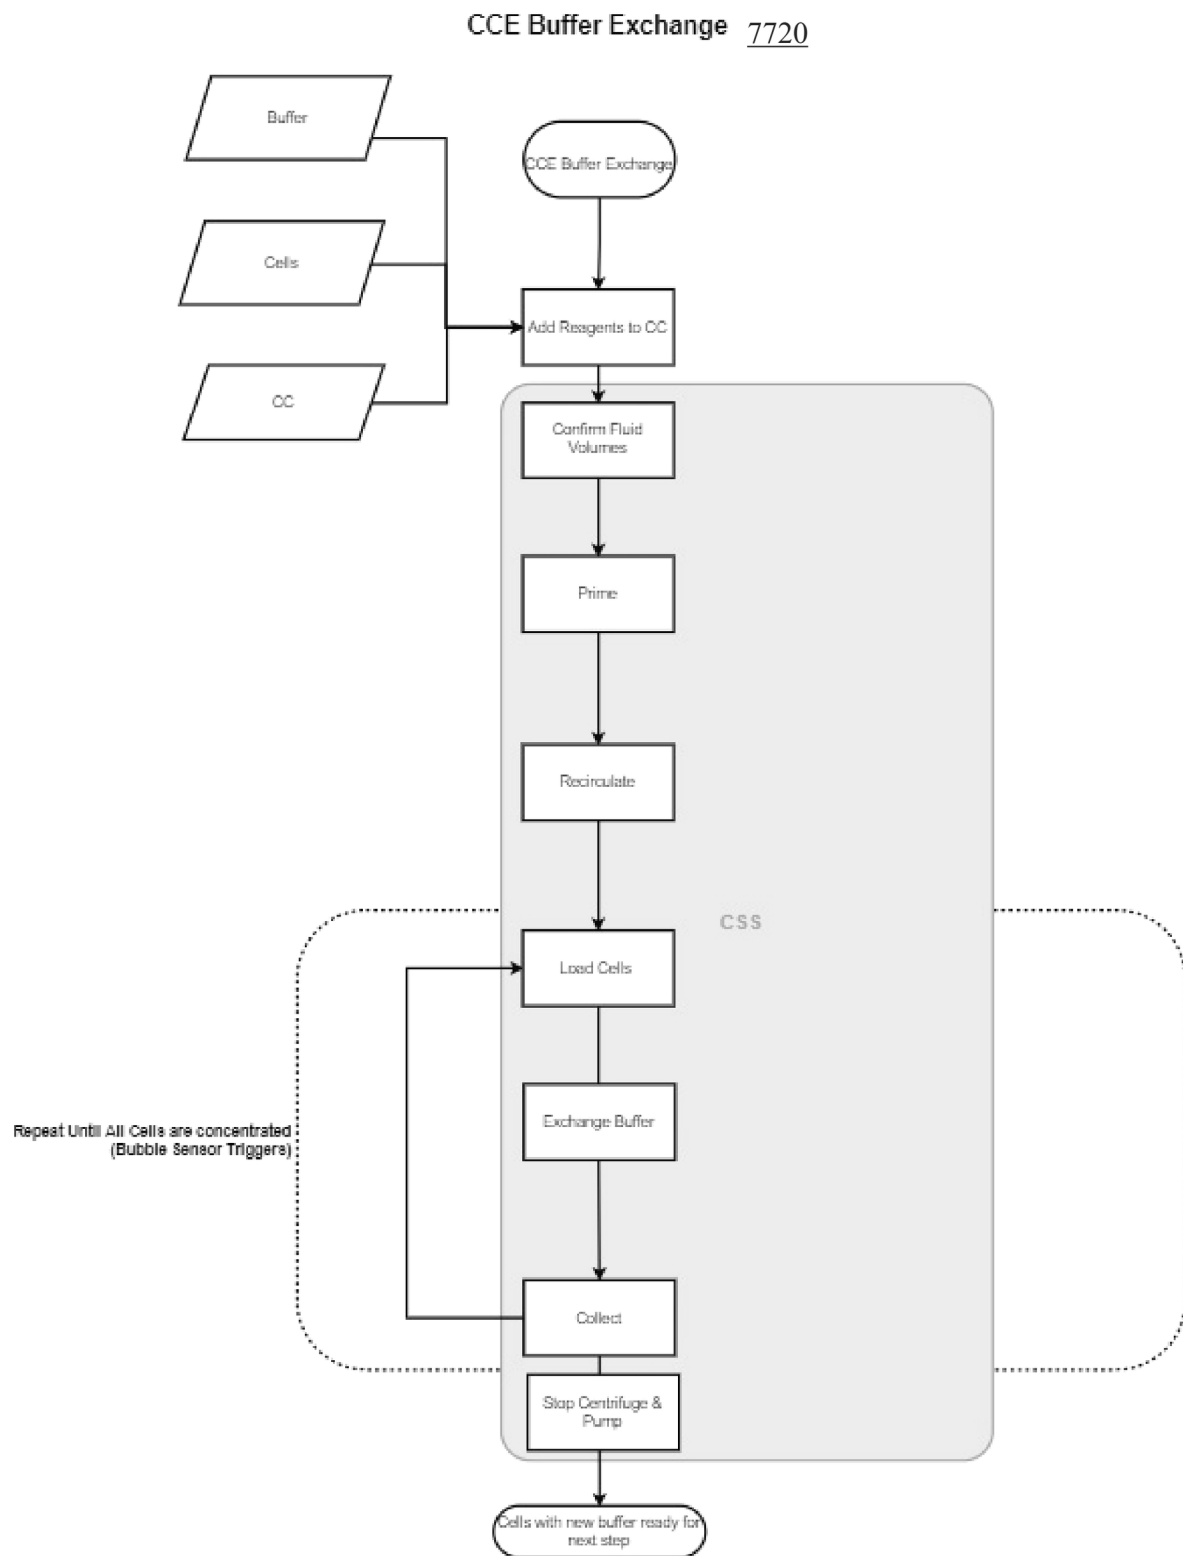 CCE Buffer Exchange 7720
Buffer
CCE Buffer Exchange
Cells
Add Reagents to CC
CC
Confirm Fluid
Volumes
Prime
Recirculate
CSS
Load Cells
Exchange Buffer
Repeat Until All Cells are concentrated
(Bubble Sensor Triggers)
Collect
Stop Centrifuge &
Pump
Cells with new buffer ready for
next step